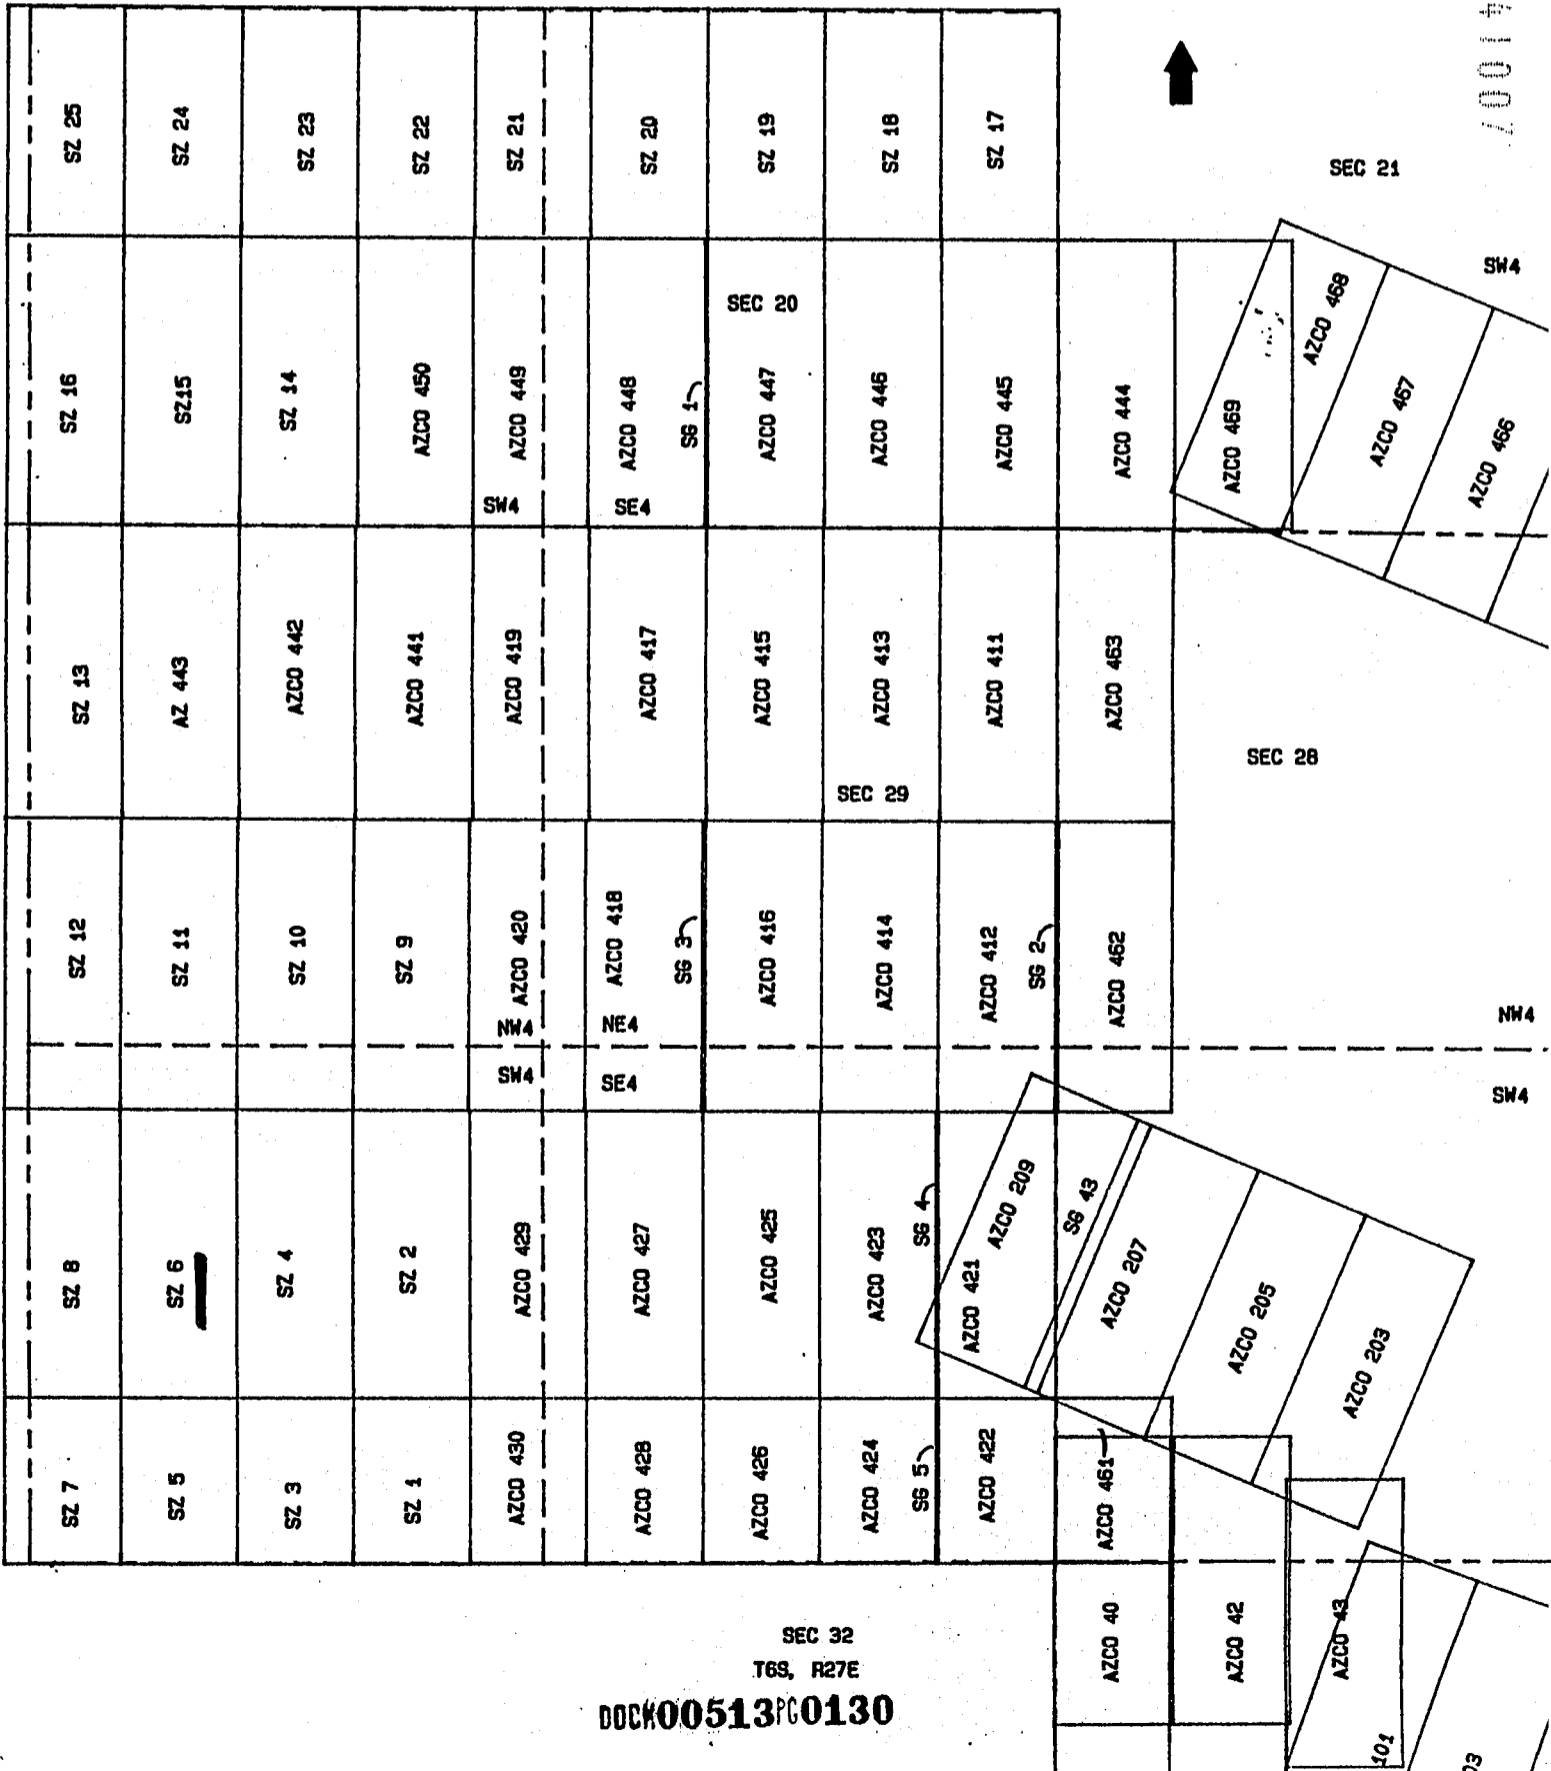 41007
SZ 25
SZ 24
SZ 23
SZ 22
SZ 21
SZ 20
SZ 19
SZ 18
SZ 17
SEC 21
SW4
SEC 20
SZ 16
SZ15
SZ 14
AZCO 450
AZCO 449
AZCO 448
SG 1
AZCO 447
AZCO 446
AZCO 445
AZCO 444
AZCO 469
AZCO 468
AZCO 467
AZCO 466
SW4
SE4
SZ 13
AZ 443
AZCO 442
AZCO 441
AZCO 419
AZCO 417
AZCO 415
AZCO 413
AZCO 411
AZCO 463
SEC 28
SEC 29
SZ 12
SZ 11
SZ 10
SZ 9
AZCO 420
AZCO 418
SG 3
AZCO 416
AZCO 414
AZCO 412
SG 2
AZCO 462
NW4
NE4
NW4
SW4
SE4
SW4
SZ 8
SZ 6
SZ 4
SZ 2
AZCO 429
AZCO 427
AZCO 425
AZCO 423
SG 4
AZCO 421
AZCO 209
SG 43
AZCO 207
AZCO 205
AZCO 203
SZ 7
SZ 5
SZ 3
SZ 1
AZCO 430
AZCO 428
AZCO 426
AZCO 424
SG 5
AZCO 422
AZCO 461
AZCO 40
AZCO 42
AZCO 43
101
03
SEC 32
T6S, R27E
DOCK00513PG0130